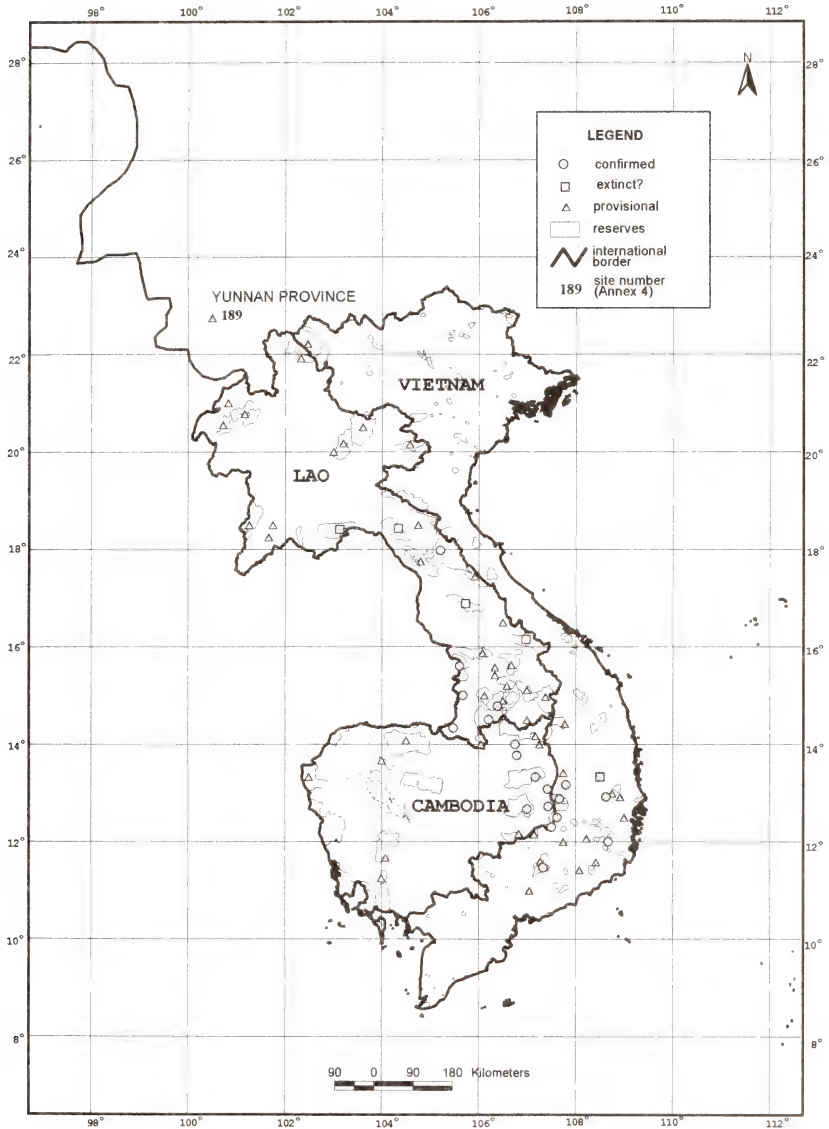 98° 100° 102° 104° 106° 108° 110° 112°
28° 28°
N
LEGEND
confirmed
extinct?
provisional
reserves
international
border
189 site number
(Annex 4)
26° 26°
24° 24°
YUNNAN PROVINCE
189
22° 22°
VIETNAM
20° 20°
LAO
18° 18°
16° 16°
14° 14°
CAMBODIA
12° 12°
10° 10°
8° 8°
90 0 90 180 Kilometers
98° 100° 102° 104° 106° 108° 110° 112°